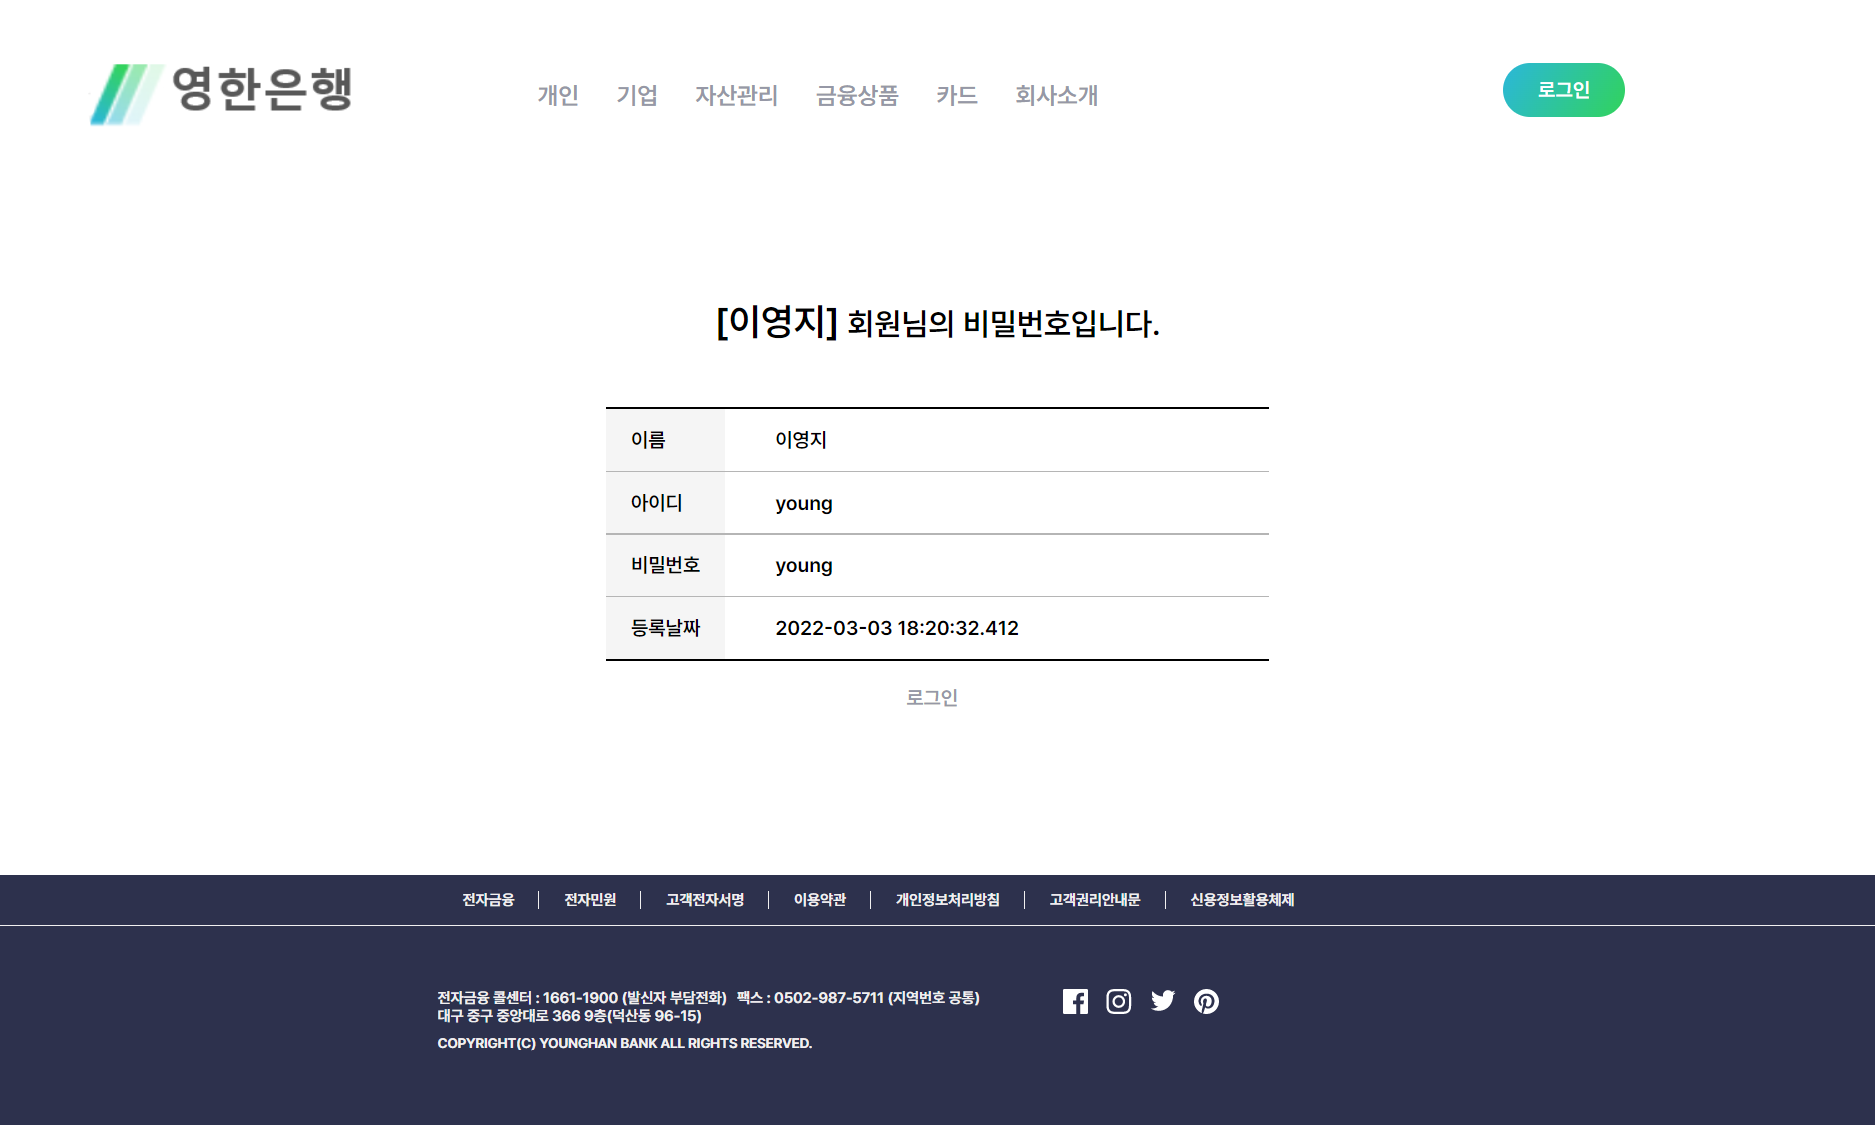 영한은행
개인 기업 자산관리 금융상품 카드 회사소개
로그인
[이영지] 회원님의 비밀번호입니다.
이름 이영지
아이디 young
비밀번호 young
등록날짜 2022-03-03 18:20:32.412
로그인
전자금융 전자민원 고객전자서명 이용약관 개인정보처리방침 고객권리안내문 신용정보활용체제
전자금융 콜센터 : 1661-1900 (발신자 부담전화) 팩스 : 0502-987-5711 (지역번호 공통)
대구 중구 중앙대로 366 9층(덕산동 96-15)
COPYRIGHT(C) YOUNGHAN BANK ALL RIGHTS RESERVED.